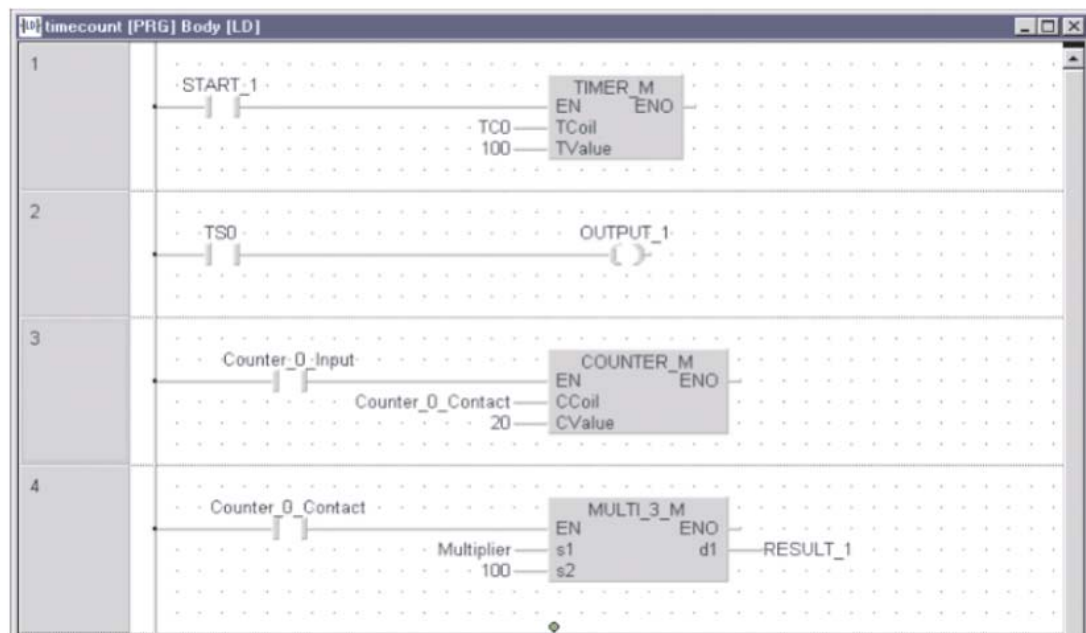 timecount [PRG] Body [LD]
1
START_1
TIMER_M
EN ENO
TC0 TCoil
100 TValue
2
TS0
OUTPUT_1
3
Counter_0_Input
COUNTER_M
EN ENO
Counter_0_Contact CCoil
20 CValue
4
Counter_0_Contact
MULTI_3_M
EN ENO
Multiplier s1 d1 RESULT_1
100 s2